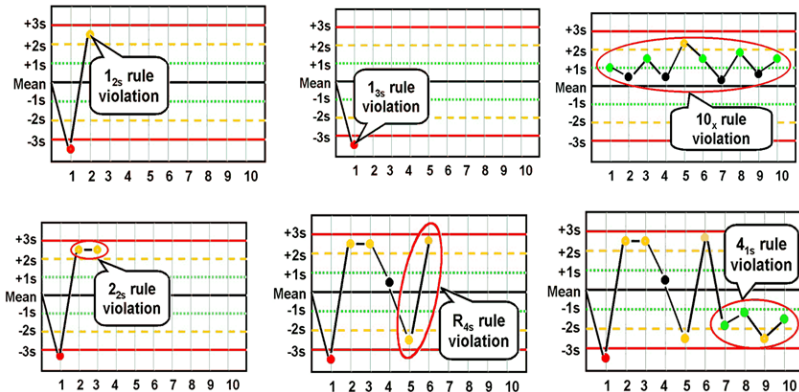 +3s
+2s
+1s
Mean
-1s
-2s
-3s
1₂ₛ rule
violation
1 2 3 4 5 6 7 8 9 10
+3s
+2s
+1s
Mean
-1s
-2s
-3s
1₃ₛ rule
violation
1 2 3 4 5 6 7 8 9 10
+3s
+2s
+1s
Mean
-1s
-2s
-3s
10ₓ rule
violation
1 2 3 4 5 6 7 8 9 10
+3s
+2s
+1s
Mean
-1s
-2s
-3s
2₂ₛ rule
violation
1 2 3 4 5 6 7 8 9 10
+3s
+2s
+1s
Mean
-1s
-2s
-3s
R₄ₛ rule
violation
1 2 3 4 5 6 7 8 9 10
+3s
+2s
+1s
Mean
-1s
-2s
-3s
4₁ₛ rule
violation
1 2 3 4 5 6 7 8 9 10